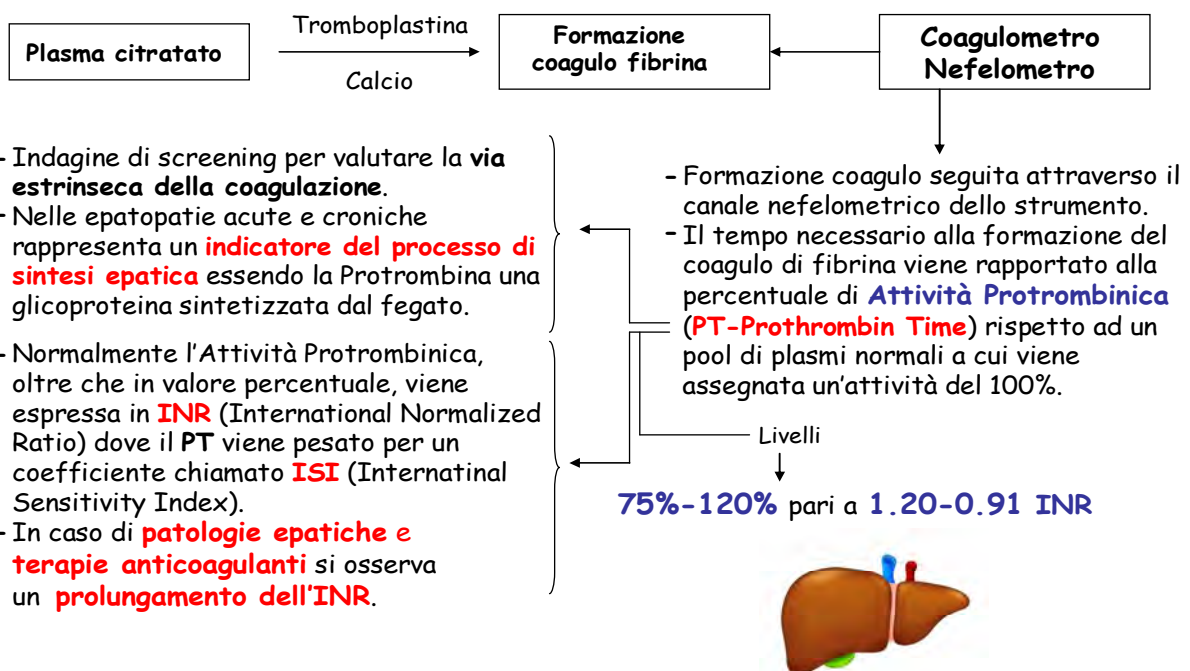 Plasma citratato
Tromboplastina
Calcio
Formazione
coagulo fibrina
Coagulometro
Nefelometro
- Indagine di screening per valutare la via
estrinseca della coagulazione.
- Nelle epatopatie acute e croniche
rappresenta un indicatore del processo di
sintesi epatica essendo la Protrombina una
glicoproteina sintetizzata dal fegato.
- Normalmente l'Attività Protrombinica,
oltre che in valore percentuale, viene
espressa in INR (International Normalized
Ratio) dove il PT viene pesato per un
coefficiente chiamato ISI (Internatinal
Sensitivity Index).
- In caso di patologie epatiche e
terapie anticoagulanti si osserva
un prolungamento dell'INR.
- Formazione coagulo seguita attraverso il
canale nefelometrico dello strumento.
- Il tempo necessario alla formazione del
coagulo di fibrina viene rapportato alla
percentuale di Attività Protrombinica
(PT-Prothrombin Time) rispetto ad un
pool di plasmi normali a cui viene
assegnata un'attività del 100%.
Livelli
75%-120% pari a 1.20-0.91 INR